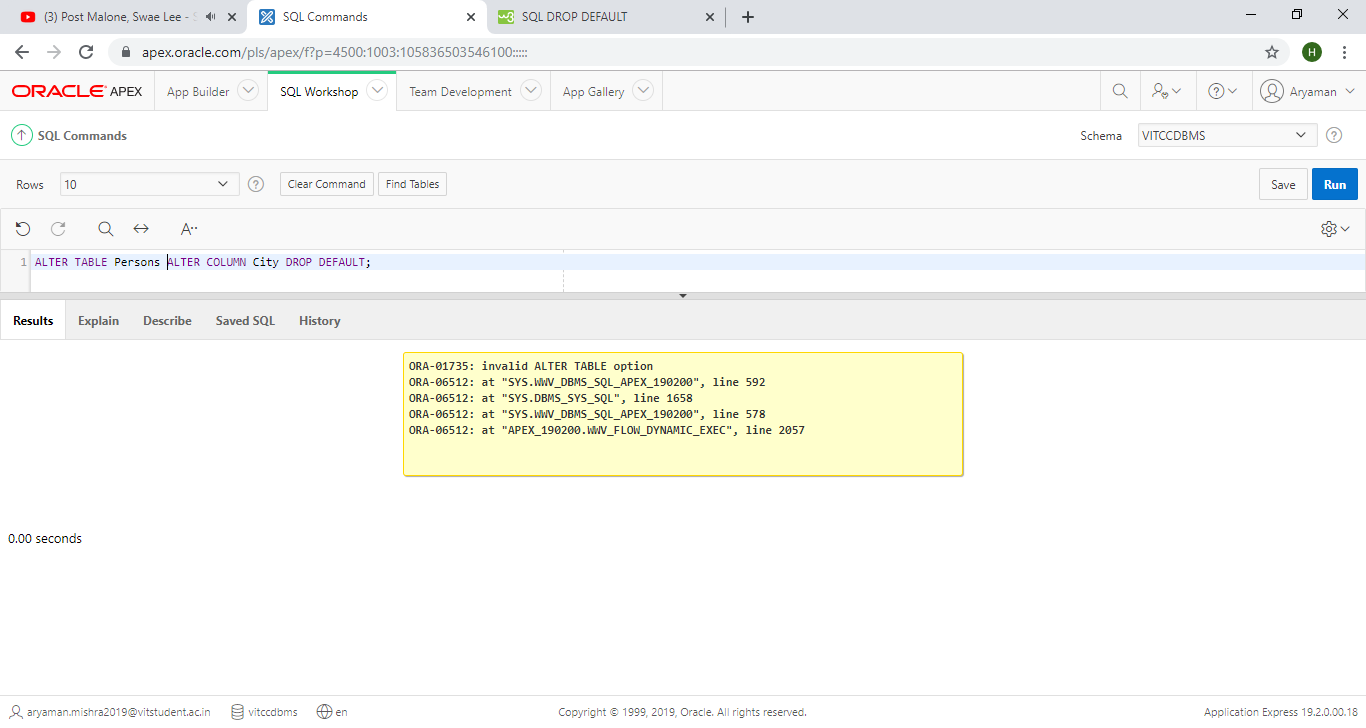 (3) Post Malone, Swae Lee -
SQL Commands
SQL DROP DEFAULT
apex.oracle.com/pls/apex/f?p=4500:1003:105836503546100:::::
H
ORACLE APEX
App Builder
SQL Workshop
Team Development
App Gallery
Aryaman
SQL Commands
Schema
VITCCDBMS
Rows
10
Clear Command
Find Tables
Save
Run
A··
1 ALTER TABLE Persons ALTER COLUMN City DROP DEFAULT;
Results
Explain
Describe
Saved SQL
History
ORA-01735: invalid ALTER TABLE option
ORA-06512: at "SYS.WWV_DBMS_SQL_APEX_190200", line 592
ORA-06512: at "SYS.DBMS_SYS_SQL", line 1658
ORA-06512: at "SYS.WWV_DBMS_SQL_APEX_190200", line 578
ORA-06512: at "APEX_190200.WWV_FLOW_DYNAMIC_EXEC", line 2057
0.00 seconds
aryaman.mishra2019@vitstudent.ac.in
vitccdbms
en
Copyright © 1999, 2019, Oracle. All rights reserved.
Application Express 19.2.0.00.18